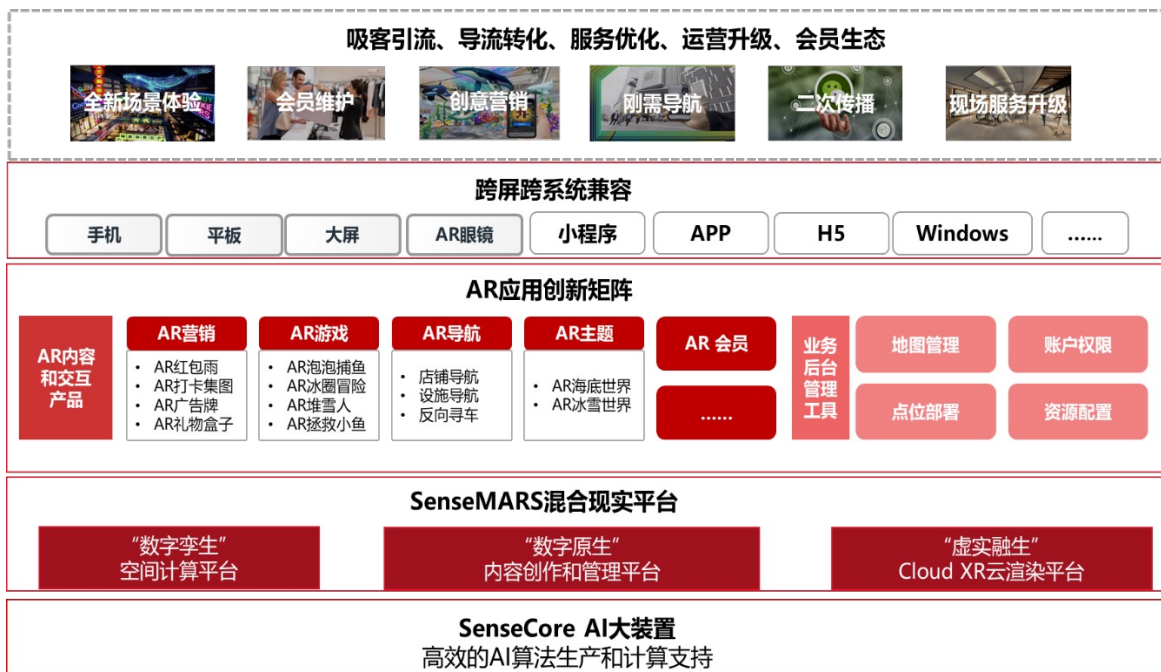 吸客引流、导流转化、服务优化、运营升级、会员生态
全新场景体验
会员维护
创意营销
刚需导航
二次传播
现场服务升级
跨屏跨系统兼容
手机
平板
大屏
AR眼镜
小程序
APP
H5
Windows
......
AR应用创新矩阵
AR内容
和交互
产品
AR营销
• AR红包雨
• AR打卡集图
• AR广告牌
• AR礼物盒子
AR游戏
• AR泡泡捕鱼
• AR冰圈冒险
• AR堆雪人
• AR拯救小鱼
AR导航
• 店铺导航
• 设施导航
• 反向寻车
AR主题
• AR海底世界
• AR冰雪世界
AR 会员
......
业务
后台
管理
工具
地图管理
账户权限
点位部署
资源配置
SenseMARS混合现实平台
“数字孪生”
空间计算平台
“数字原生”
内容创作和管理平台
“虚实融生”
Cloud XR云渲染平台
SenseCore AI大装置
高效的AI算法生产和计算支持